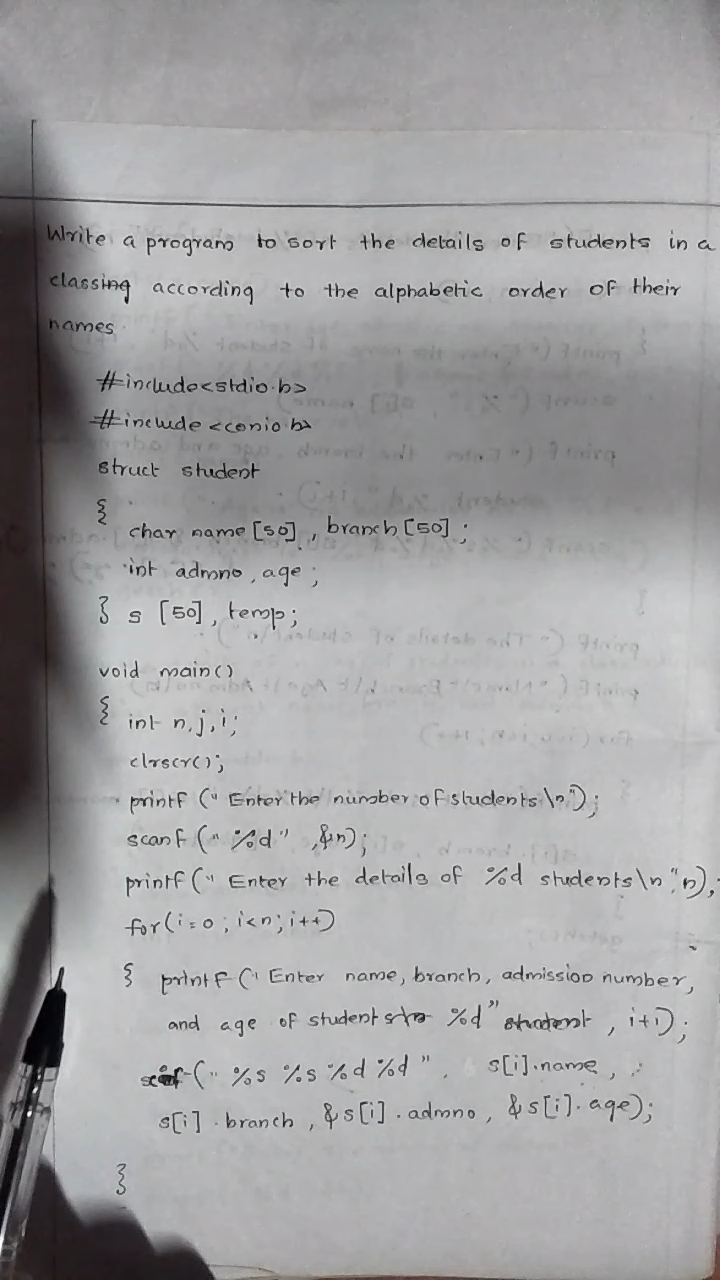 Write a program to sort the details of students in a
classing according to the alphabetic order of their
names
#include<stdio.h>
#include <conio.h>
struct student
{
char name [50], branch [50];
int admno, age;
} s [50], temp;
void main()
{ int n,j,i;
clrscr();
printf (" Enter the number of students \n");
scanf (" %d" ,&n);
printf (" Enter the details of %d students\n",n),
for(i=0; i<n; i++)
{ printf (" Enter name, branch, admission number,
and age of student %d" , i+1);
(" %s %s %d %d ", s[i].name,
s[i].branch, &s[i].admno, &s[i].age);
}